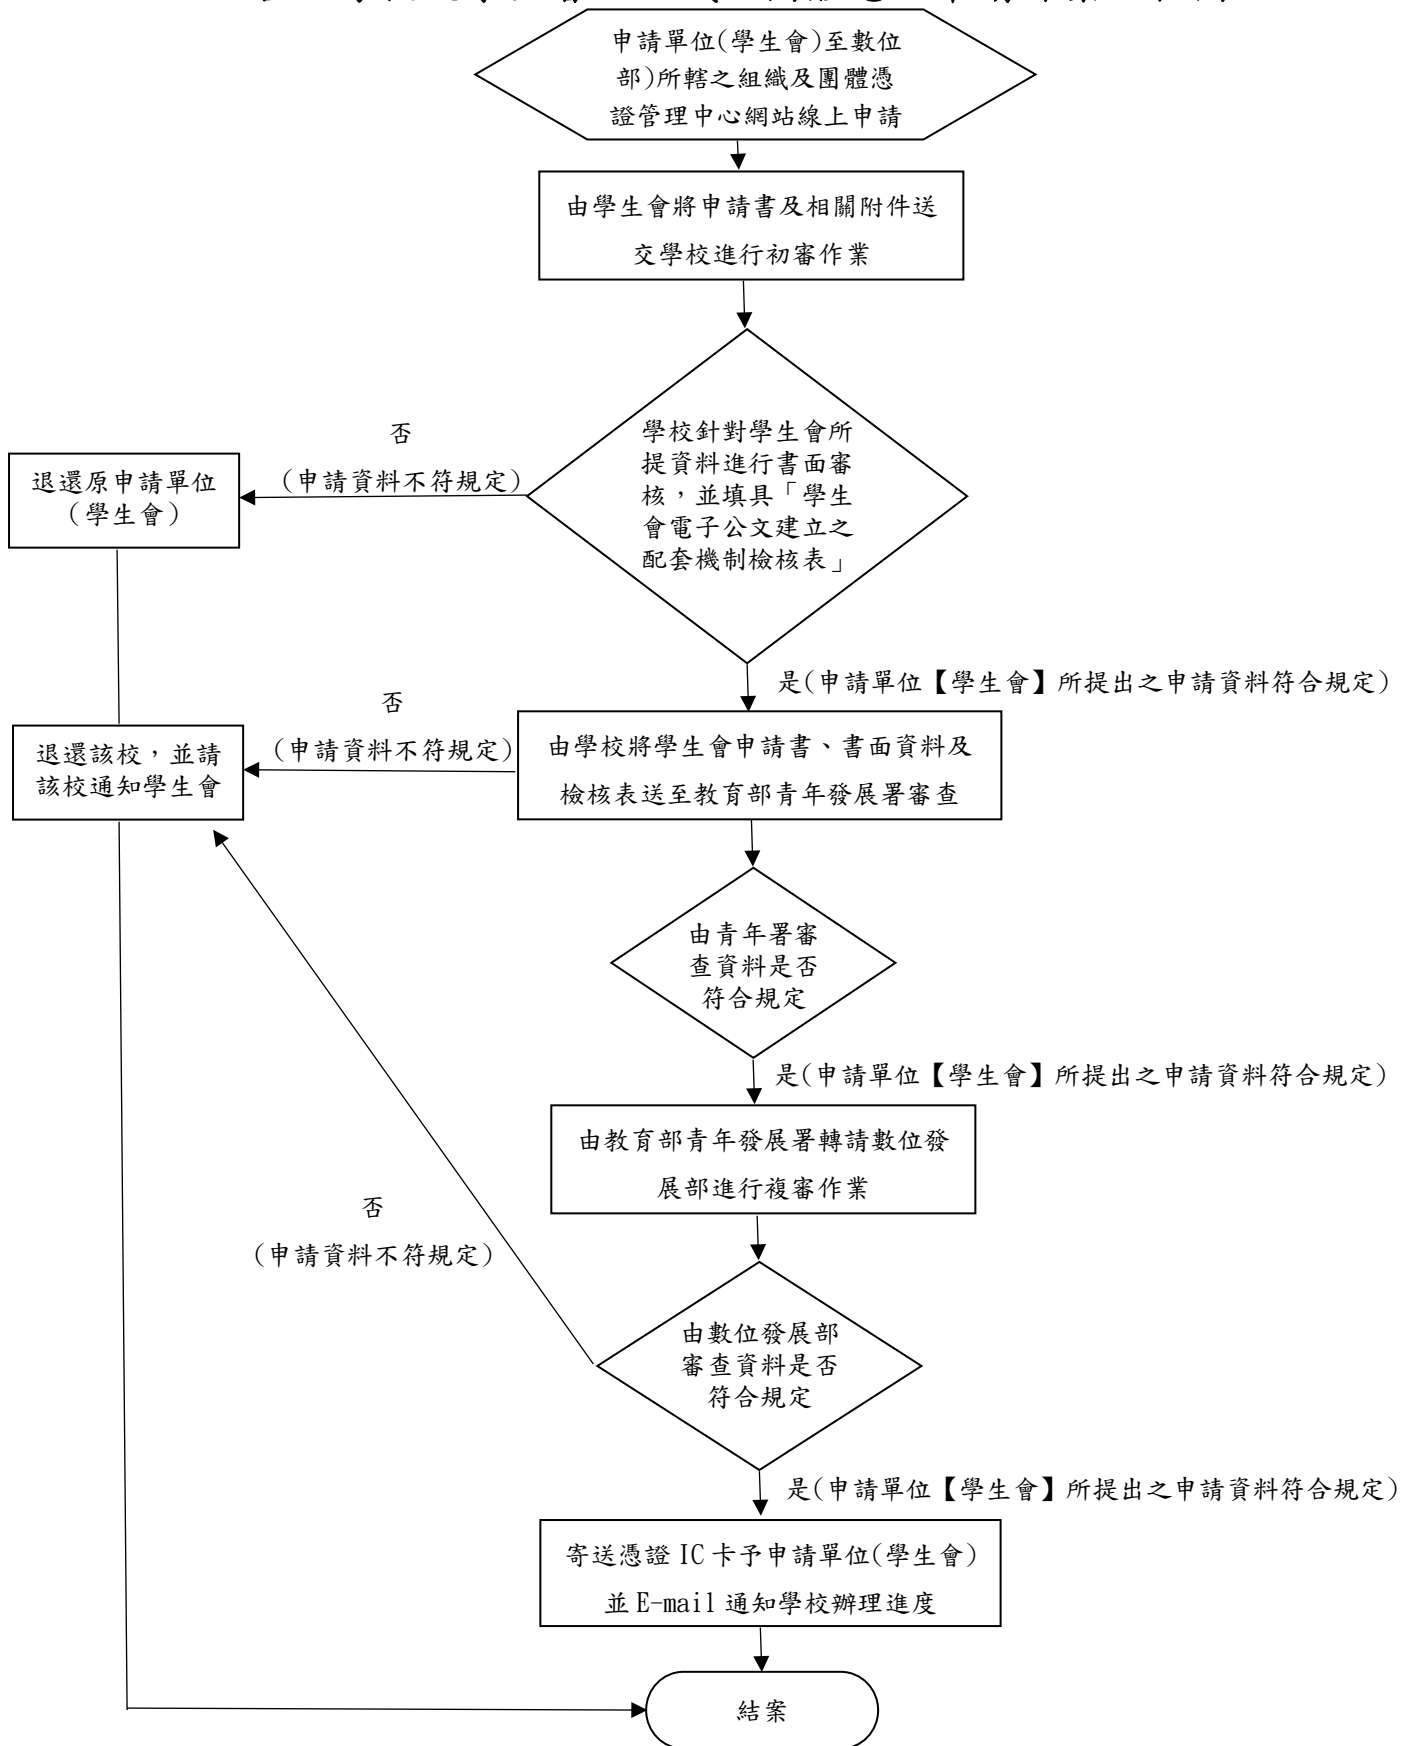 申請單位(學生會)至數位
部)所轄之組織及團體憑
證管理中心網站線上申請
由學生會將申請書及相關附件送
交學校進行初審作業
學校針對學生會所
提資料進行書面審
核，並填具「學生
會電子公文建立之
配套機制檢核表」
否
(申請資料不符規定)
退還原申請單位
(學生會)
是(申請單位【學生會】所提出之申請資料符合規定)
由學校將學生會申請書、書面資料及
檢核表送至教育部青年發展署審查
否
(申請資料不符規定)
退還該校，並請
該校通知學生會
由青年署審
查資料是否
符合規定
是(申請單位【學生會】所提出之申請資料符合規定)
由教育部青年發展署轉請數位發
展部進行複審作業
否
(申請資料不符規定)
由數位發展部
審查資料是否
符合規定
是(申請單位【學生會】所提出之申請資料符合規定)
寄送憑證 IC 卡予申請單位(學生會)
並 E-mail 通知學校辦理進度
結案